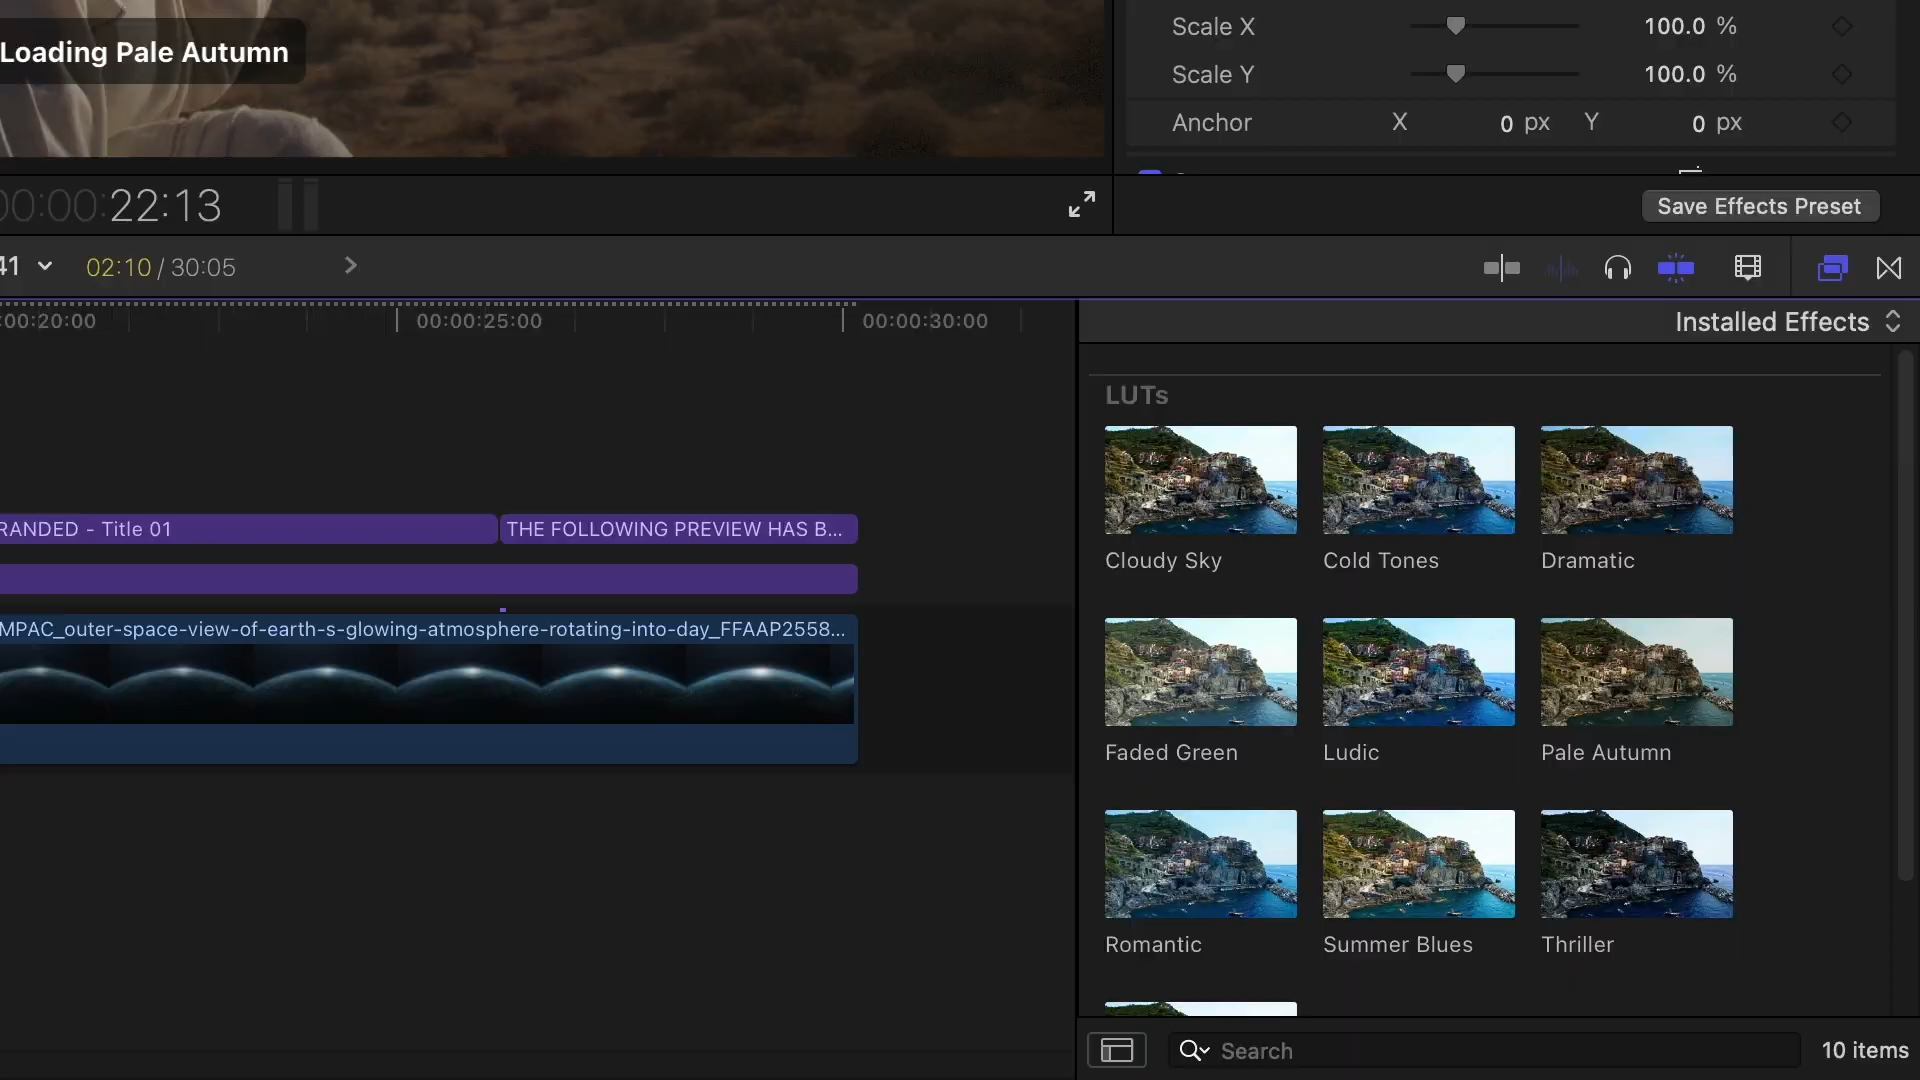 Loading Pale Autumn
Scale X 100.0 %
Scale Y 100.0 %
Anchor X 0 px Y 0 px
00:00:22:13
Save Effects Preset
41 02:10 / 30:05
:00:20:00 00:00:25:00 00:00:30:00
Installed Effects
LUTs
Cloudy Sky Cold Tones Dramatic
RANDED - Title 01 THE FOLLOWING PREVIEW HAS B...
MPAC_outer-space-view-of-earth-s-glowing-atmosphere-rotating-into-day_FFAAP2558...
Faded Green Ludic Pale Autumn
Romantic Summer Blues Thriller
Search
10 items